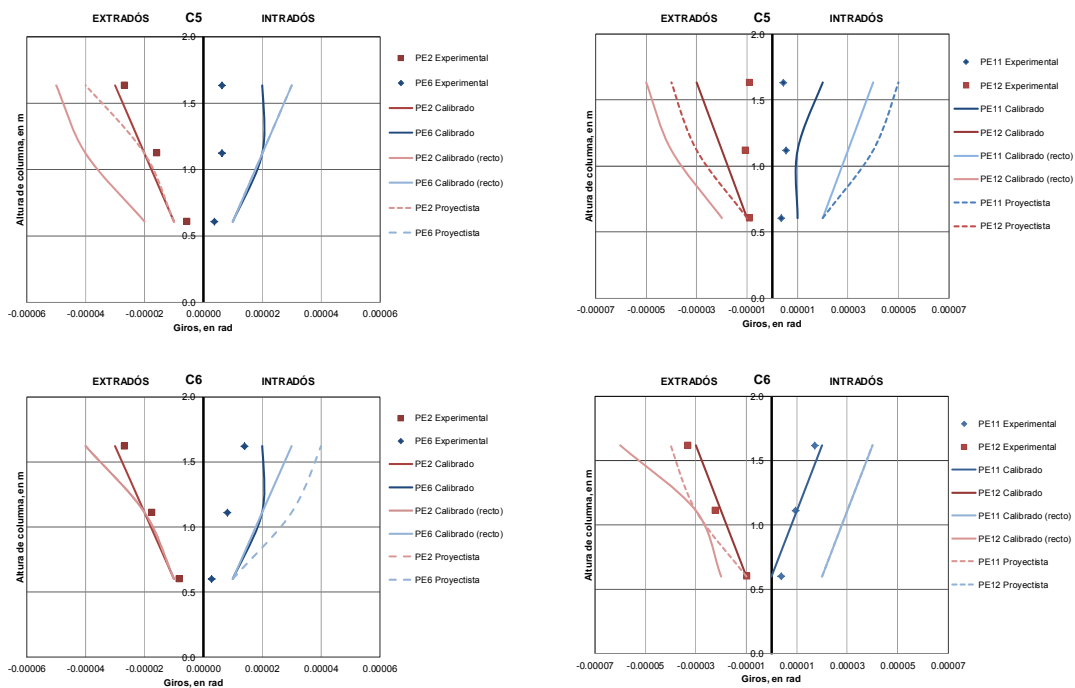 EXTRADÓS C5 INTRADÓS
2.0
1.5
1.0
0.5
0.0
Altura de columna, en m
-0.00006 -0.00004 -0.00002 0.00000 0.00002 0.00004 0.00006
Giros, en rad
PE2 Experimental
PE6 Experimental
PE2 Calibrado
PE6 Calibrado
PE2 Calibrado (recto)
PE6 Calibrado (recto)
PE2 Proyectista
PE6 Proyectista
EXTRADÓS C5 INTRADÓS
2.0
1.5
1.0
0.5
0.0
Altura de columna, en m
-0.00007 -0.00005 -0.00003 -0.00001 0.00001 0.00003 0.00005 0.00007
Giros, en rad
PE11 Experimental
PE12 Experimental
PE11 Calibrado
PE12 Calibrado
PE11 Calibrado (recto)
PE12 Calibrado (recto)
PE11 Proyectista
PE12 Proyectista
EXTRADÓS C6 INTRADÓS
2.0
1.5
1.0
0.5
0.0
Altura de columna, en m
-0.00006 -0.00004 -0.00002 0.00000 0.00002 0.00004 0.00006
Giros, en rad
PE2 Experimental
PE6 Experimental
PE2 Calibrado
PE6 Calibrado
PE2 Calibrado (recto)
PE6 Calibrado (recto)
PE2 Proyectista
PE6 Proyectista
EXTRADÓS C6 INTRADÓS
2.0
1.5
1.0
0.5
0.0
Altura de columna, en m
-0.00007 -0.00005 -0.00003 -0.00001 0.00001 0.00003 0.00005 0.00007
Giros, en rad
PE11 Experimental
PE12 Experimental
PE11 Calibrado
PE12 Calibrado
PE11 Calibrado (recto)
PE12 Calibrado (recto)
PE11 Proyectista
PE12 Proyectista